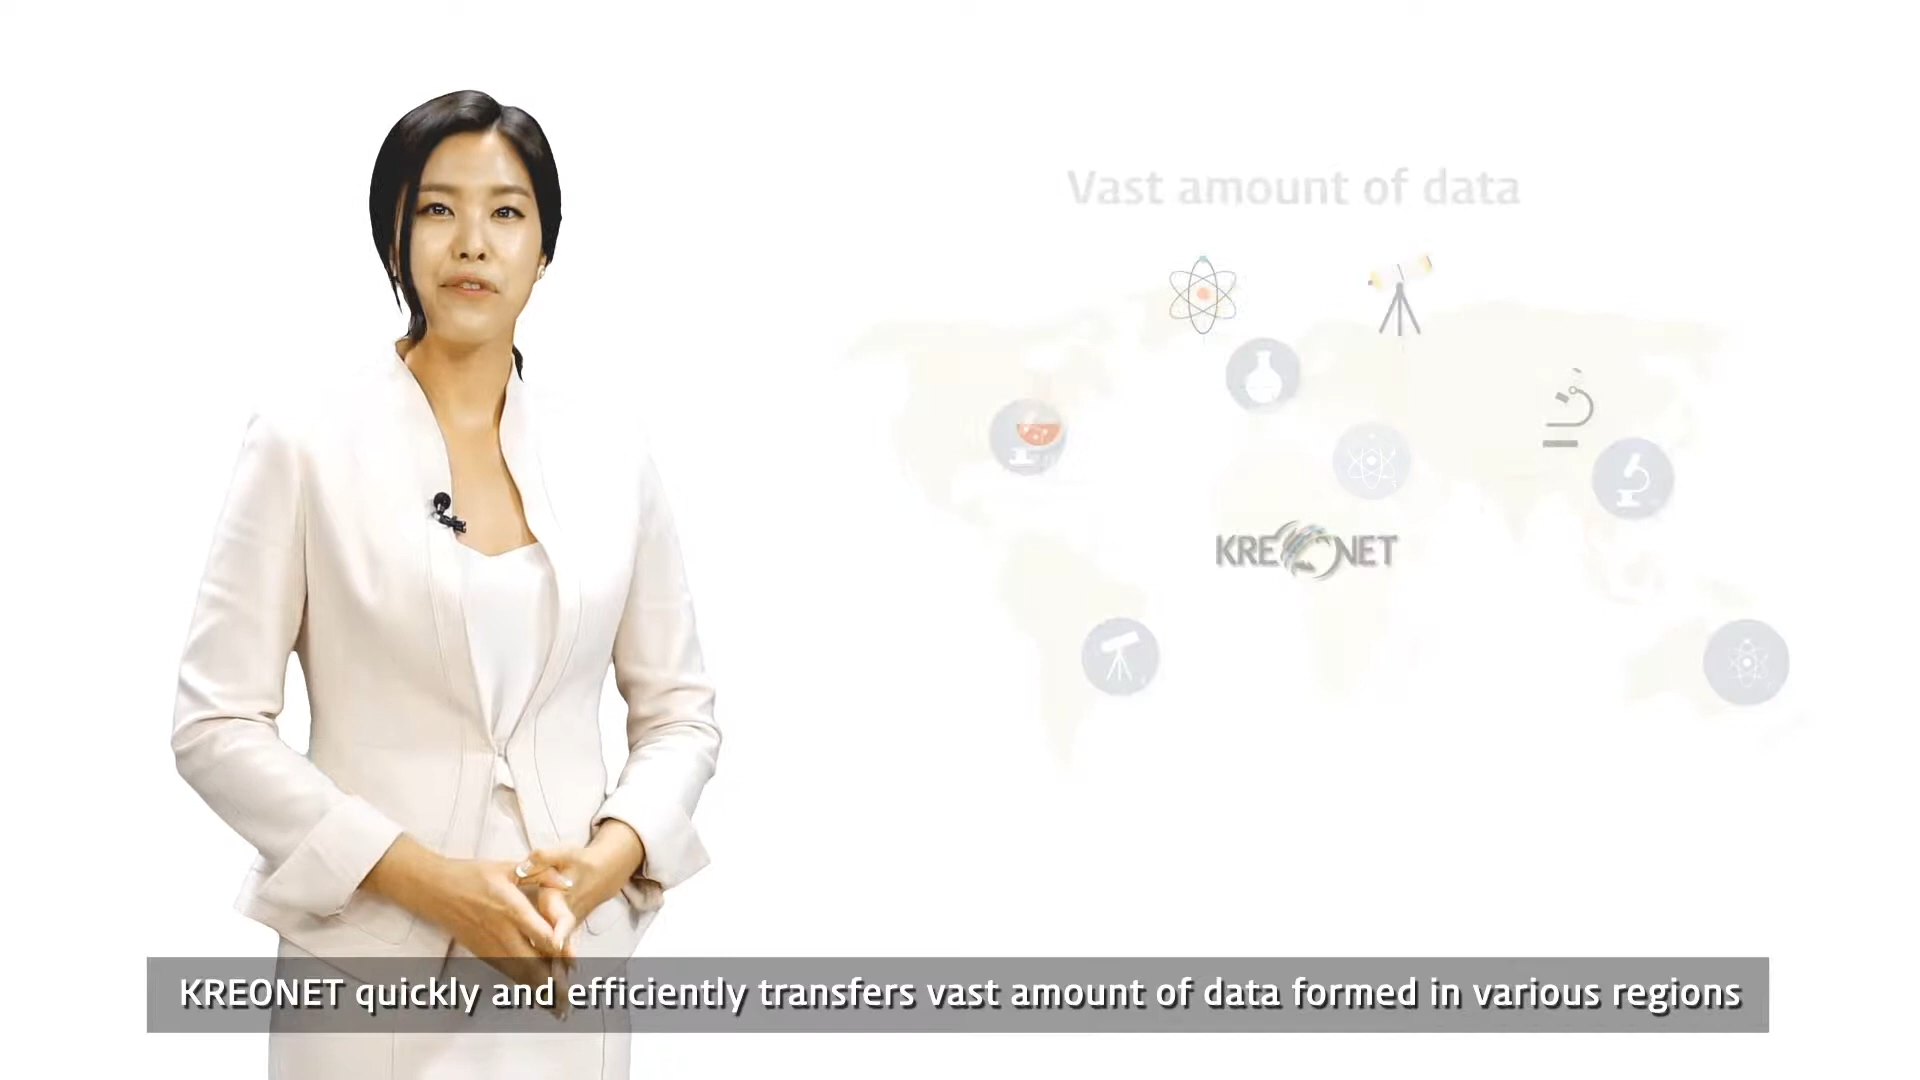 Vast amount of data
KREONET
KREONET quickly and efficiently transfers vast amount of data formed in various regions